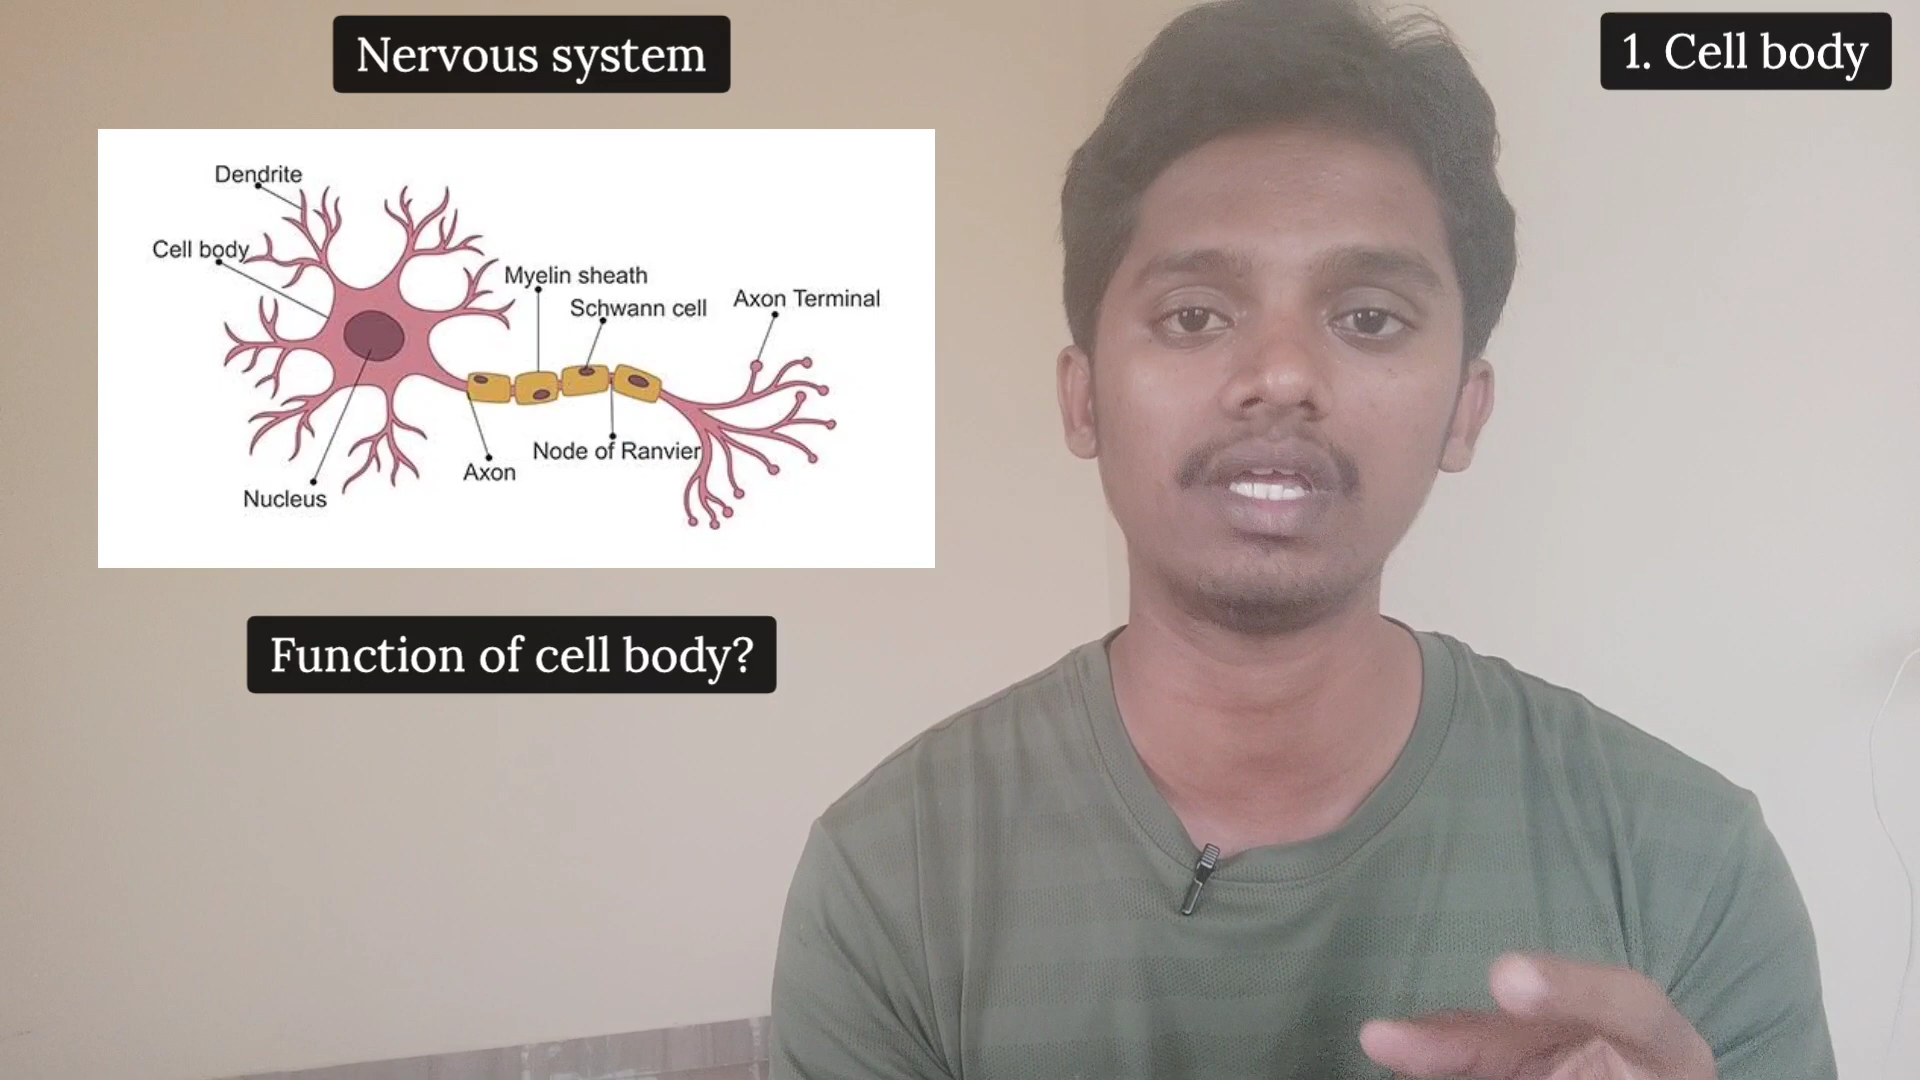 Nervous system
1. Cell body
Dendrite
Cell body
Myelin sheath
Schwann cell
Axon Terminal
Node of Ranvier
Axon
Nucleus
Function of cell body?